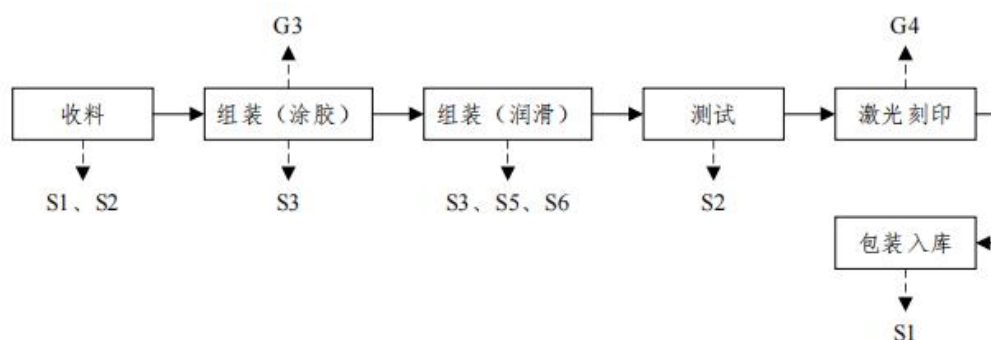 G3
G4
收料
组装（涂胶）
组装（润滑）
测试
激光刻印
S1、S2
S3
S3、S5、S6
S2
包装入库
S1